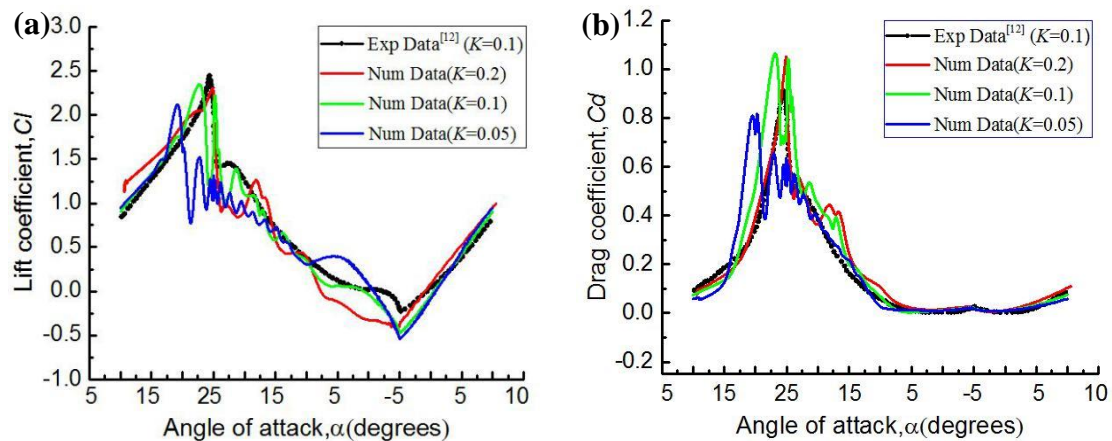 (a)
3.0
2.5
2.0
1.5
1.0
0.5
0.0
-0.5
-1.0
Lift coefficient,Cl
Exp Data[12] (K=0.1)
Num Data(K=0.2)
Num Data(K=0.1)
Num Data(K=0.05)
5 15 25 15 5 -5 5 10
Angle of attack,α(degrees)
(b)
1.2
1.0
0.8
0.6
0.4
0.2
0.0
-0.2
Drag coefficient,Cd
Exp Data[12] (K=0.1)
Num Data(K=0.2)
Num Data(K=0.1)
Num Data(K=0.05)
5 15 25 15 5 -5 5 10
Angle of attack,α(degrees)